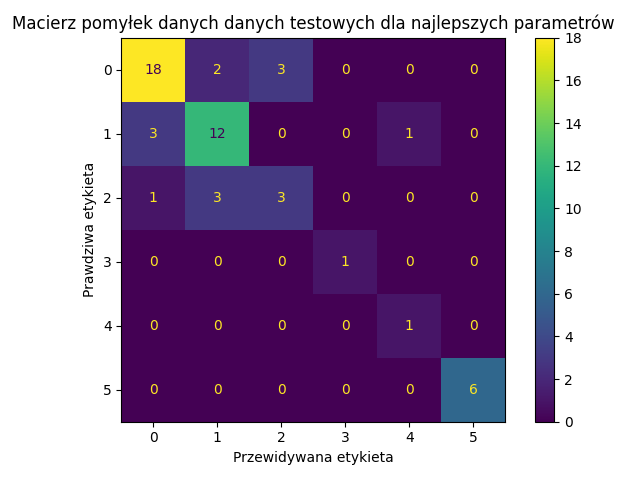 Macierz pomyłek danych danych testowych dla najlepszych parametrów
Prawdziwa etykieta
0 18 2 3 0 0 0
1 3 12 0 0 1 0
2 1 3 3 0 0 0
3 0 0 0 1 0 0
4 0 0 0 0 1 0
5 0 0 0 0 0 6
0 1 2 3 4 5
Przewidywana etykieta
18
16
14
12
10
8
6
4
2
0